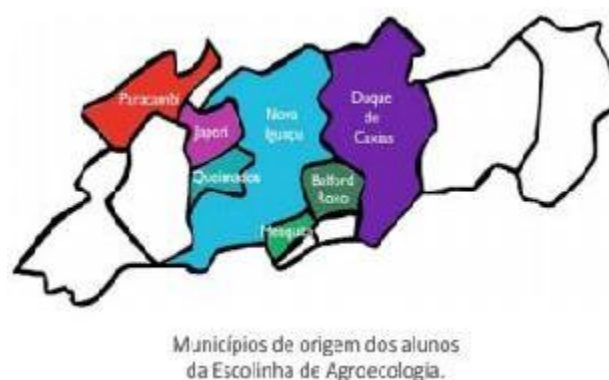 Paracambi
Japeri
Queimados
Nova
Iguaçu
Duque
de
Caxias
Belford
Roxo
Mesquita
Municípios de origem dos alunos
da Escolinha de Agroecologia.